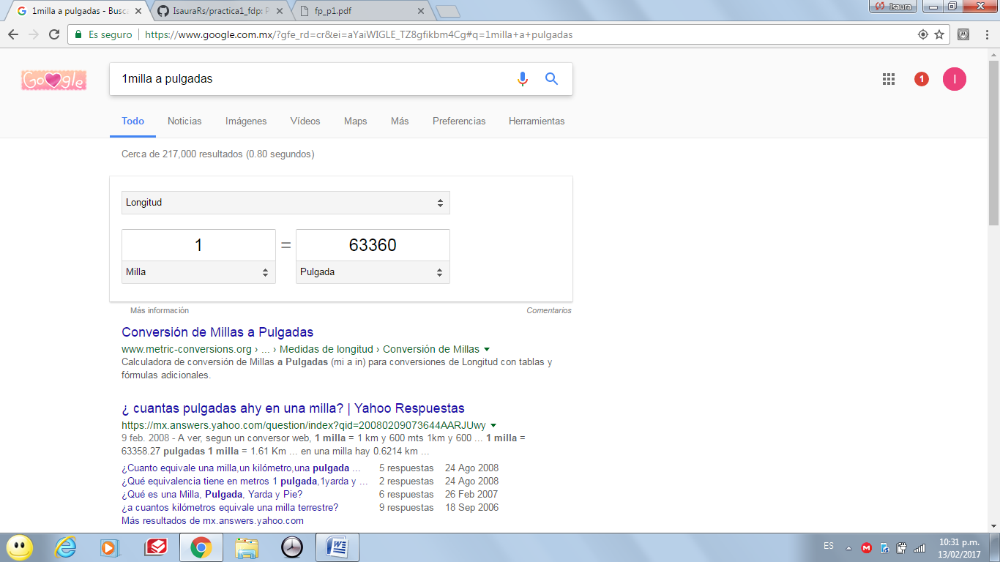 1milla a pulgadas - Busca
IsauraRs/practica1_fdp: P
fp_p1.pdf
Isaura
Es seguro
https://www.google.com.mx/?gfe_rd=cr&ei=aYaiWIGLE_TZ8gfikbm4Cg#q=1milla+a+pulgadas
Google
1milla a pulgadas
1
I
Todo Noticias Imágenes Vídeos Maps Más Preferencias Herramientas
Cerca de 217,000 resultados (0.80 segundos)
Longitud
1 = 63360
Milla Pulgada
Más información Comentarios
Conversión de Millas a Pulgadas
www.metric-conversions.org › ... › Medidas de longitud › Conversión de Millas
Calculadora de conversión de Millas a Pulgadas (mi a in) para conversiones de Longitud con tablas y
fórmulas adicionales.
¿ cuantas pulgadas ahy en una milla? | Yahoo Respuestas
https://mx.answers.yahoo.com/question/index?qid=20080209073644AARJUwy
9 feb. 2008 - A ver, segun un conversor web, 1 milla = 1 km y 600 mts 1km y 600 ... 1 milla =
63358.27 pulgadas 1 milla = 1.61 Km ... en una milla hay 0.6214 km ...
¿Cuanto equivale una milla,un kilómetro,una pulgada ... 5 respuestas 24 Ago 2008
¿Qué equivalencia tiene en metros 1 pulgada,1yarda y ... 2 respuestas 24 Ago 2008
¿Qué es una Milla, Pulgada, Yarda y Pie? 6 respuestas 26 Feb 2007
¿a cuantos kilómetros equivale una milla terrestre? 9 respuestas 18 Sep 2006
Más resultados de mx.answers.yahoo.com
ES
10:31 p.m.
13/02/2017